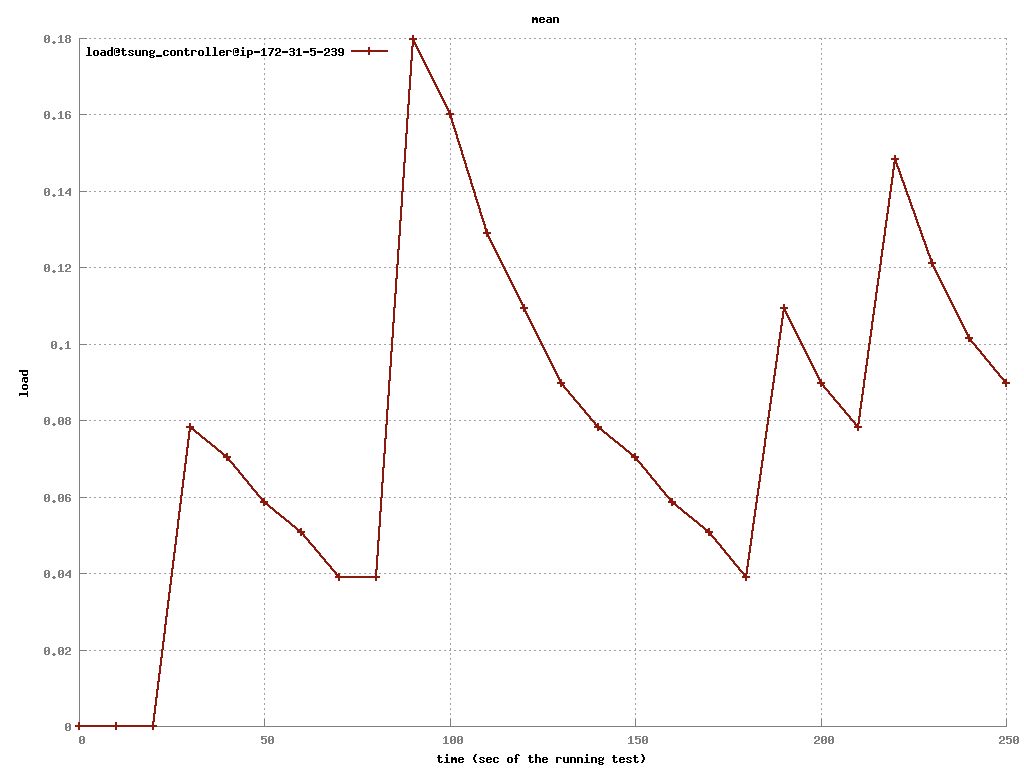 mean
0.18
load@tsung_controller@ip-172-31-5-239
0.16
0.14
0.12
0.1
load
0.08
0.06
0.04
0.02
0
0 50 100 150 200 250
time (sec of the running test)